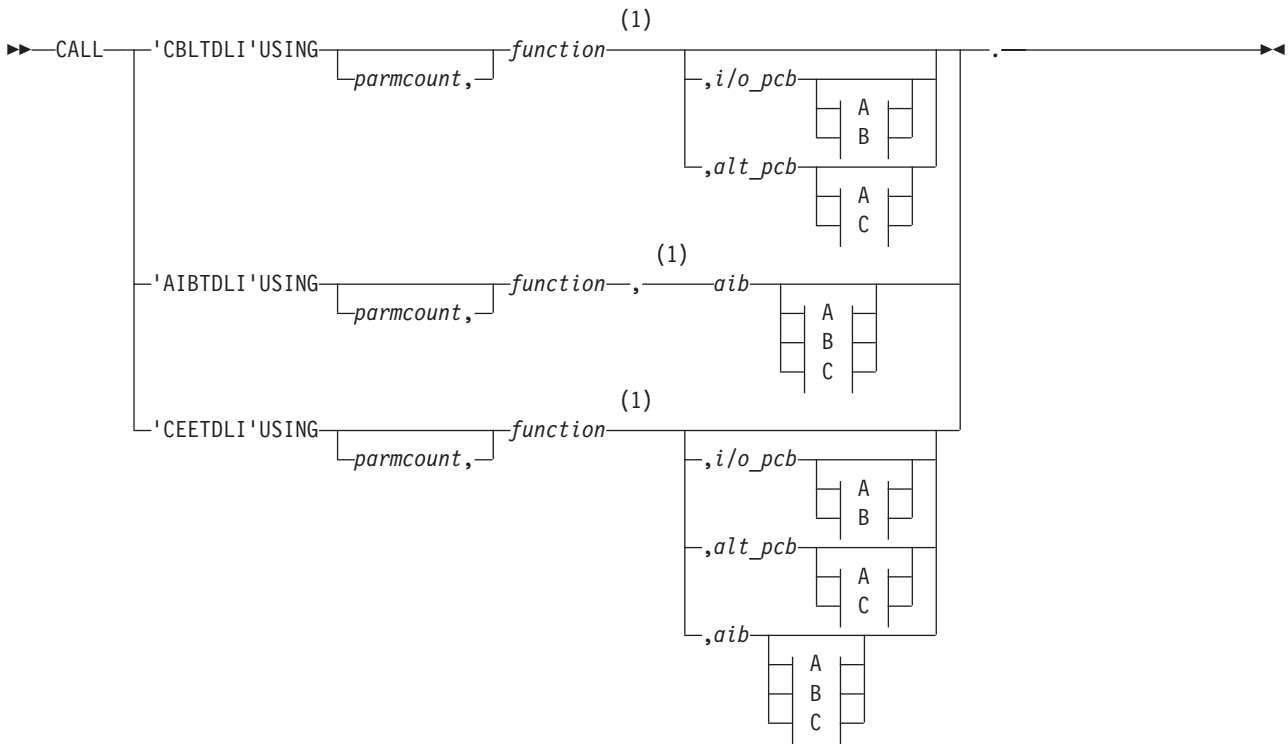 (1)
CALL 'CBLTDLI'USING function .
parmcount, ,i/o_pcb
A
B
,alt_pcb
A
C
(1)
'AIBTDLI'USING function , aib
parmcount, A
B
C
(1)
'CEETDLI'USING function
parmcount, ,i/o_pcb
A
B
,alt_pcb
A
C
,aib
A
B
C